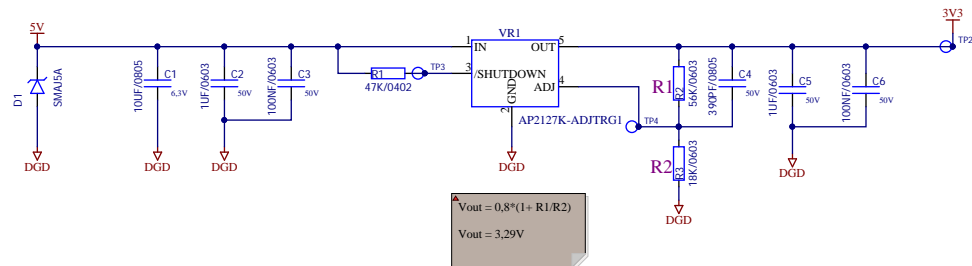 5V
3V3
VR1
1
IN
OUT
5
TP2
R1
TP3
3
/SHUTDOWN
4
ADJ
47K/0402
GND
2
AP2127K-ADJTRG1
TP4
D1
SMAJ5A
10UF/0805
C1
6,3V
1UF/0603
C2
50V
100NF/0603
C3
50V
R1
R2
56K/0603
390PF/0805
C4
50V
1UF/0603
C5
50V
100NF/0603
C6
50V
R2
R3
18K/0603
DGD
DGD
DGD
DGD
DGD
DGD
Vout = 0,8*(1+ R1/R2)
Vout = 3,29V